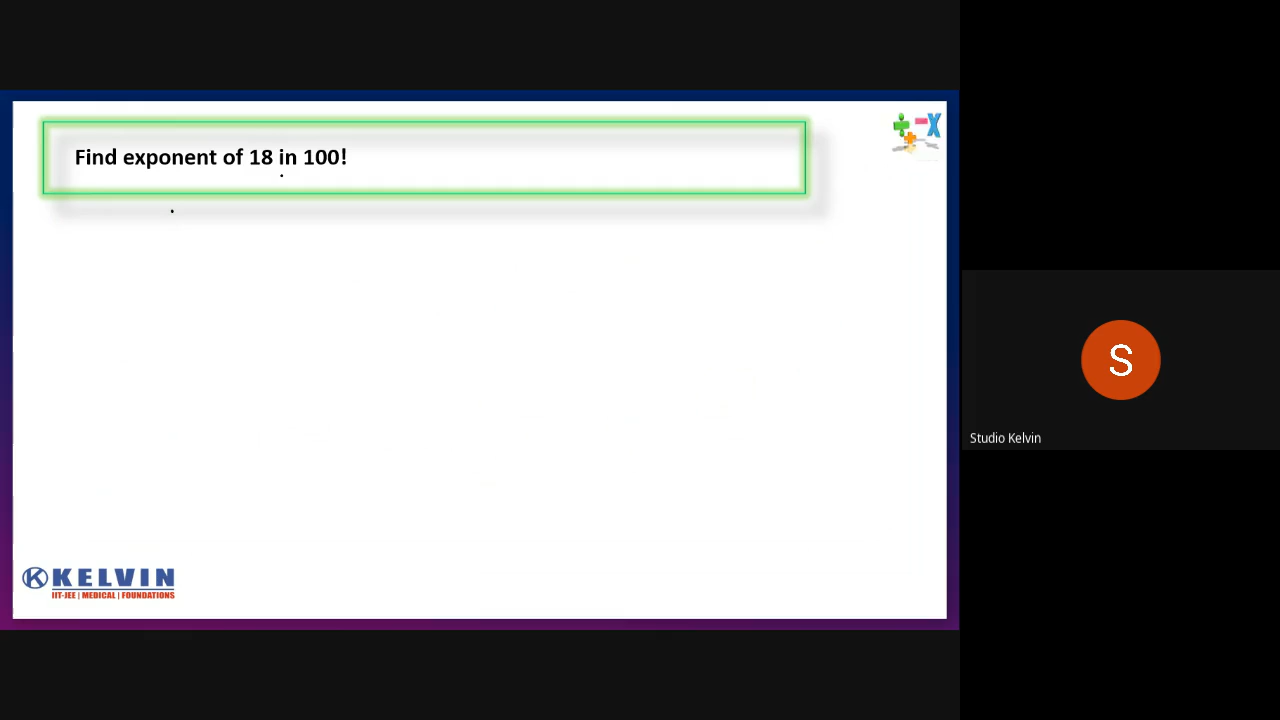 Find exponent of 18 in 100!
S
Studio Kelvin
K KELVIN
IIT-JEE | MEDICAL | FOUNDATIONS